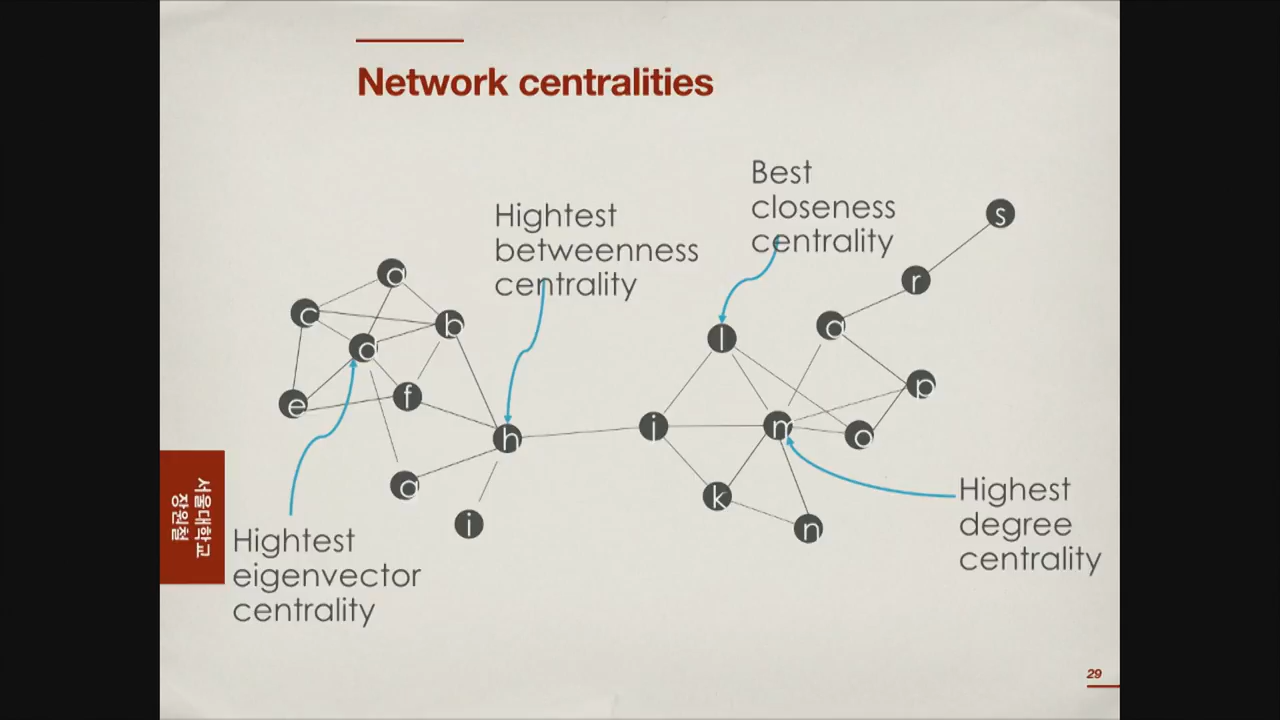 Network centralities
Best
closeness
centrality
Hightest
betweenness
centrality
s
r
c
b
l
e
f
p
h
j
o
k
i
n
Highest
degree
centrality
Hightest
eigenvector
centrality
서울대학교
장원철
29